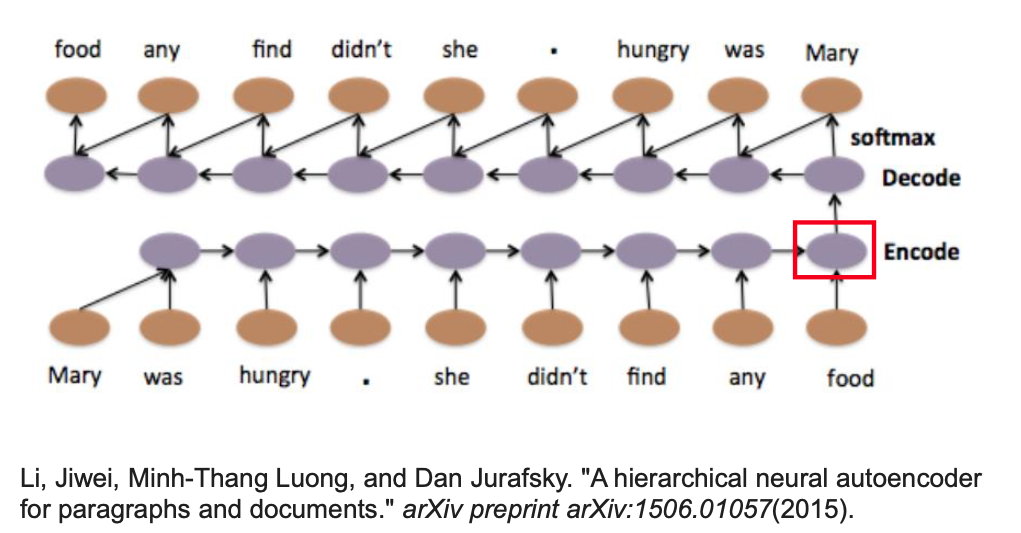 food any find didn't she . hungry was Mary
softmax
Decode
Encode
Mary was hungry . she didn't find any food
Li, Jiwei, Minh-Thang Luong, and Dan Jurafsky. "A hierarchical neural autoencoder
for paragraphs and documents." arXiv preprint arXiv:1506.01057(2015).